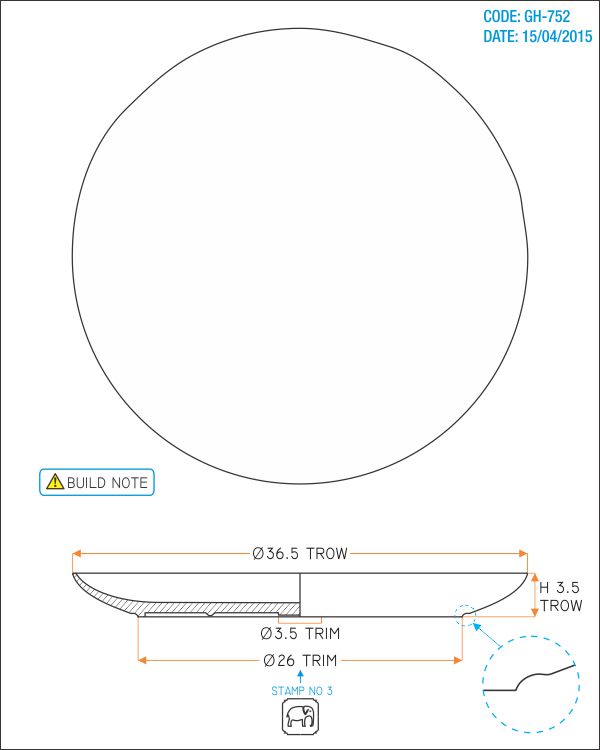 CODE: GH-752
DATE: 15/04/2015
BUILD NOTE
Ø36.5 TROW
H 3.5
TROW
Ø3.5 TRIM
Ø26 TRIM
STAMP NO 3